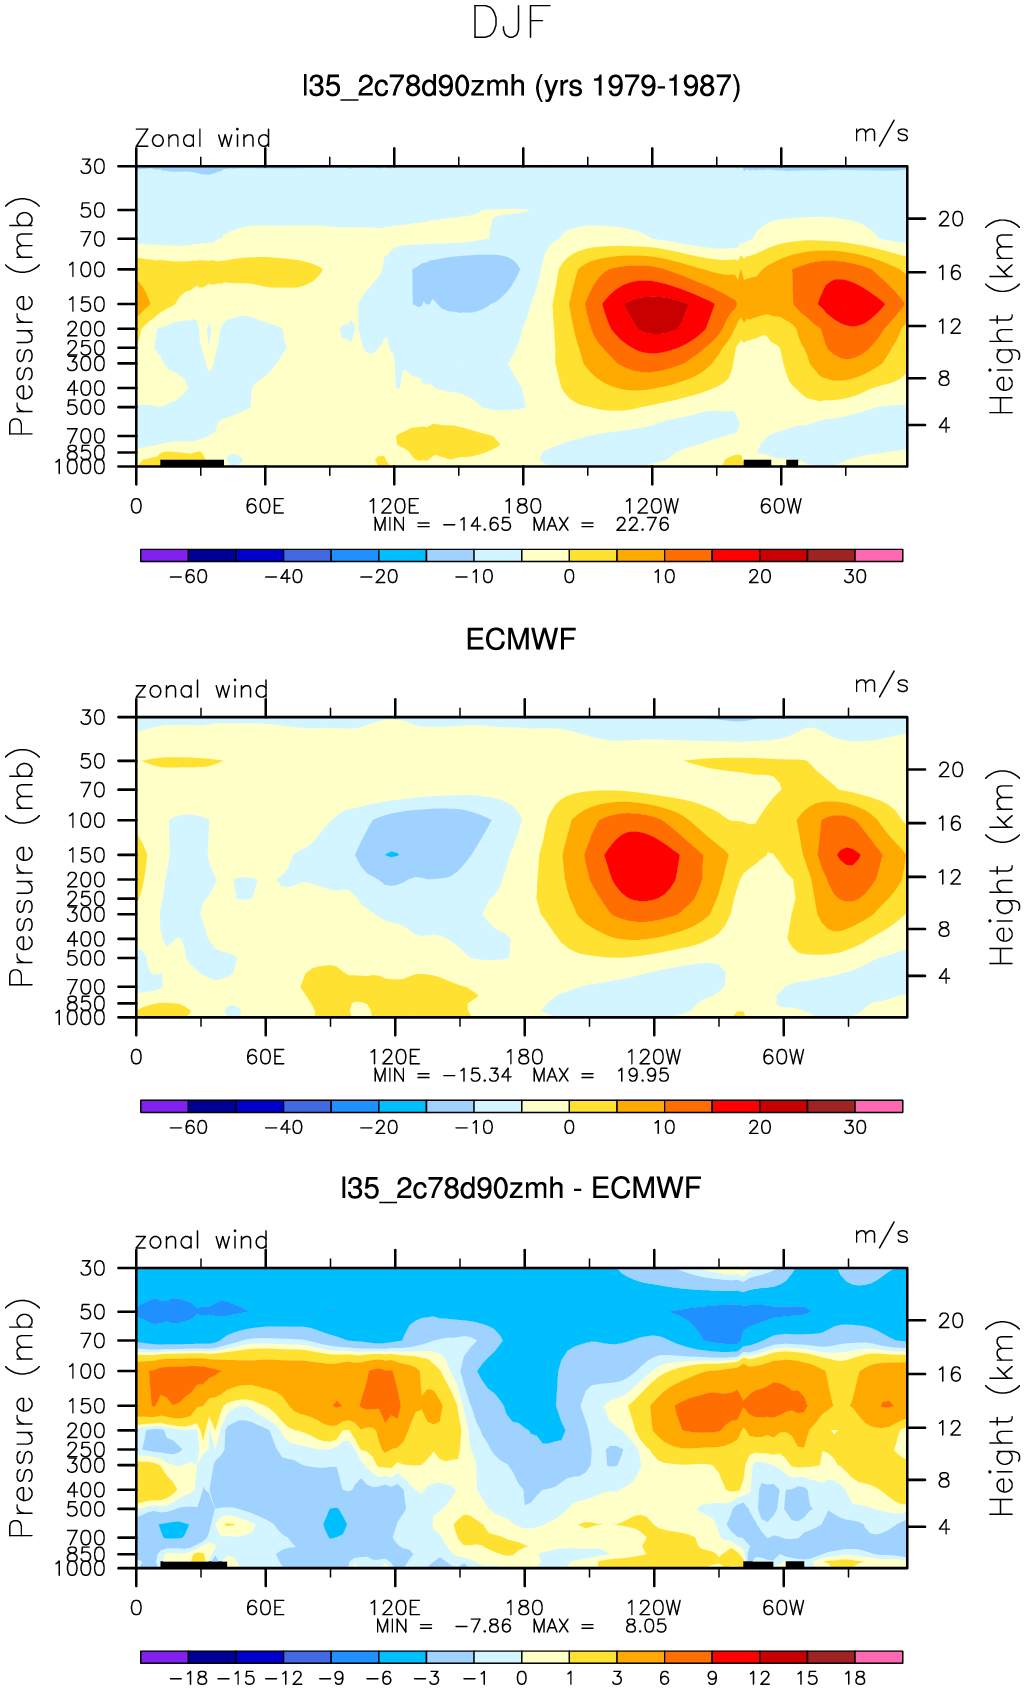 DJF
l35_2c78d90zmh (yrs 1979-1987)
Zonal wind
m/s
Pressure (mb)
30
50
70
100
150
200
250
300
400
500
700
850
1000
20
16
12
8
4
Height (km)
0 60E 120E 180 120W 60W
MIN = −14.65 MAX = 22.76
−60 −40 −20 −10 0 10 20 30
ECMWF
zonal wind
m/s
Pressure (mb)
30
50
70
100
150
200
250
300
400
500
700
850
1000
20
16
12
8
4
Height (km)
0 60E 120E 180 120W 60W
MIN = −15.34 MAX = 19.95
−60 −40 −20 −10 0 10 20 30
l35_2c78d90zmh - ECMWF
zonal wind
m/s
Pressure (mb)
30
50
70
100
150
200
250
300
400
500
700
850
1000
20
16
12
8
4
Height (km)
0 60E 120E 180 120W 60W
MIN = −7.86 MAX = 8.05
−18 −15 −12 −9 −6 −3 −1 0 1 3 6 9 12 15 18